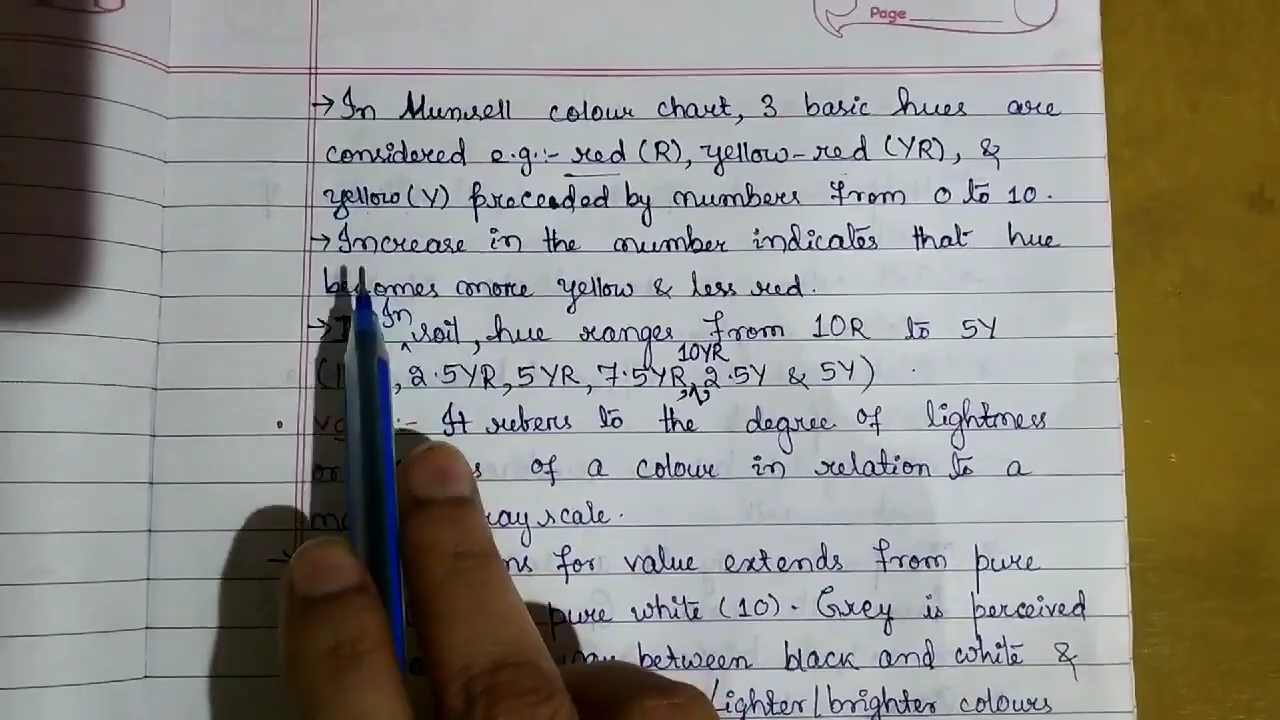 Page
→ In Munsell colour chart, 3 basic hues are
considered e.g:- red (R), yellow-red (YR), &
yellow (Y) preceeded by numbers from 0 to 10.
→ Increase in the number indicates that hue
becomes more yellow & less red.
→ In soil, hue ranges from 10R to 5Y
10YR
, 2.5YR, 5YR, 7.5YR, 2.5Y & 5Y)
:- It refers to the degree of lightness
of a colour in relation to a
scale.
for value extends from pure
pure white (10). Grey is perceived
between black and white &
lighter/brighter colours